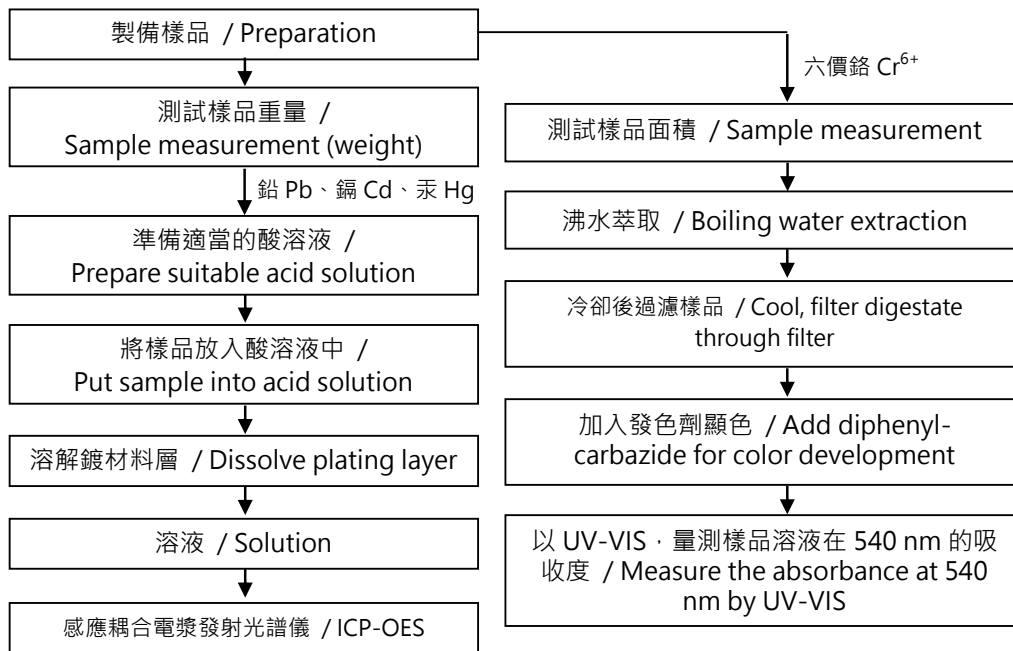 製備樣品 / Preparation
測試樣品重量 /
Sample measurement (weight)
鉛 Pb、鎘 Cd、汞 Hg
準備適當的酸溶液 /
Prepare suitable acid solution
將樣品放入酸溶液中 /
Put sample into acid solution
溶解鍍材料層 / Dissolve plating layer
溶液 / Solution
感應耦合電漿發射光譜儀 / ICP-OES
六價鉻 Cr⁶⁺
測試樣品面積 / Sample measurement
沸水萃取 / Boiling water extraction
冷卻後過濾樣品 / Cool, filter digestate
through filter
加入發色劑顯色 / Add diphenyl-
carbazide for color development
以 UV-VIS，量測樣品溶液在 540 nm 的吸
收度 / Measure the absorbance at 540
nm by UV-VIS